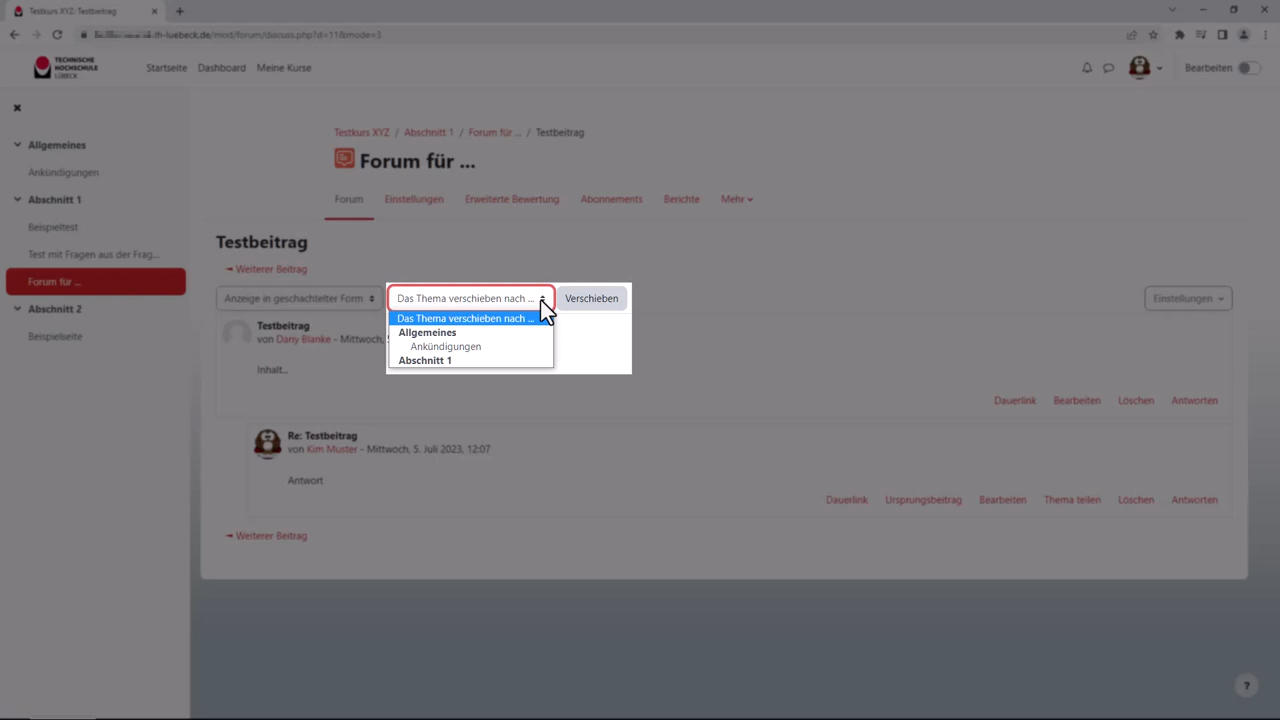 Testkurs XYZ: Testbeitrag
.th-luebeck.de/mod/forum/discuss.php?d=11&mode=3
TECHNISCHE
HOCHSCHULE
LÜBECK
Startseite Dashboard Meine Kurse
Bearbeiten
Allgemeines
Ankündigungen
Abschnitt 1
Beispieltest
Test mit Fragen aus der Frag...
Forum für ...
Abschnitt 2
Beispielseite
Testkurs XYZ / Abschnitt 1 / Forum für ... / Testbeitrag
Forum für ...
Forum Einstellungen Erweiterte Bewertung Abonnements Berichte Mehr
Testbeitrag
Weiterer Beitrag
Anzeige in geschachtelter Form Das Thema verschieben nach ... Verschieben Einstellungen
Das Thema verschieben nach ...
Allgemeines
Ankündigungen
Abschnitt 1
Testbeitrag
von Dany Blanke - Mittwoch,
Inhalt...
Dauerlink Bearbeiten Löschen Antworten
Re: Testbeitrag
von Kim Muster - Mittwoch, 5. Juli 2023, 12:07
Antwort
Dauerlink Ursprungsbeitrag Bearbeiten Thema teilen Löschen Antworten
Weiterer Beitrag
?